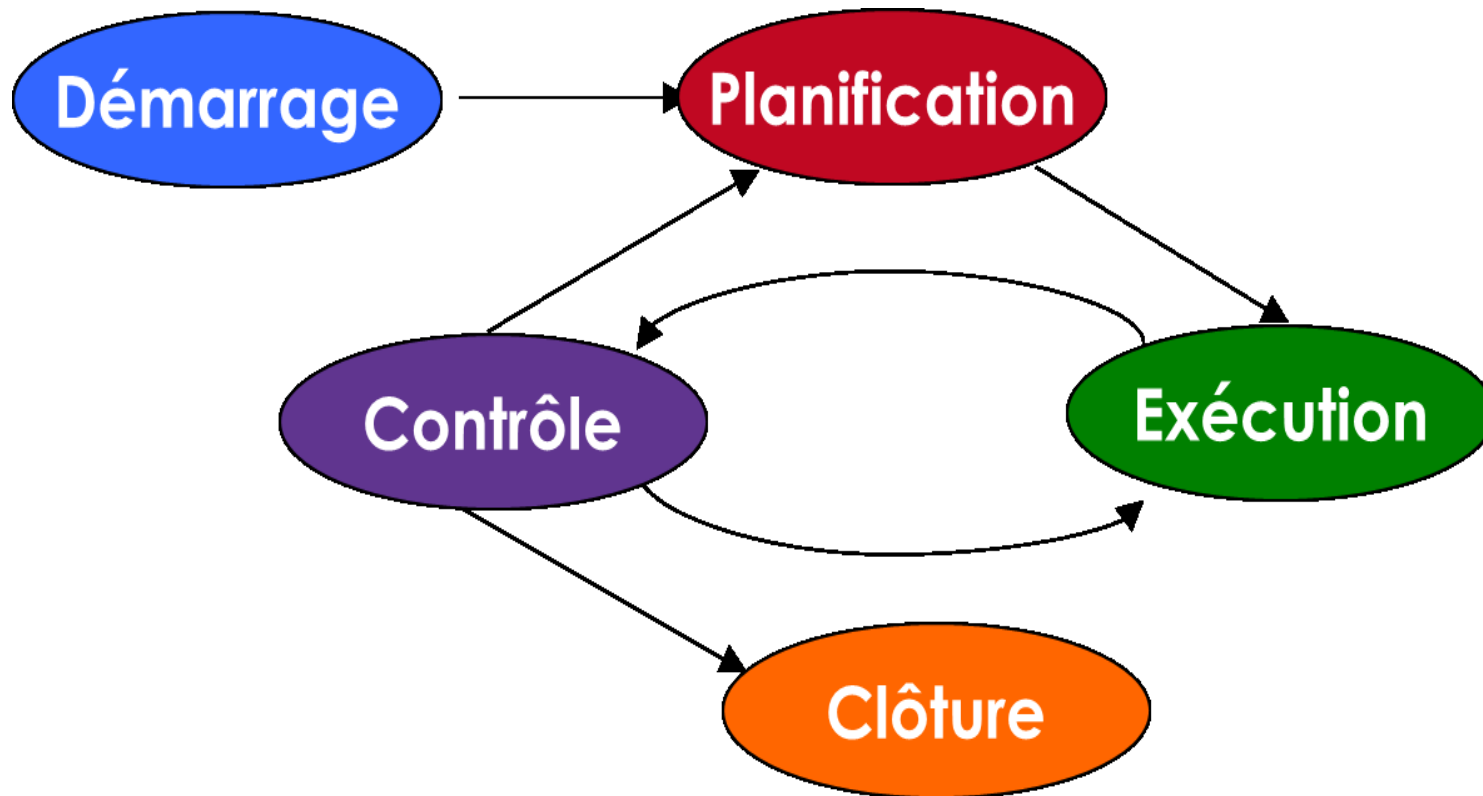 Démarrage
Planification
Contrôle
Exécution
Clôture